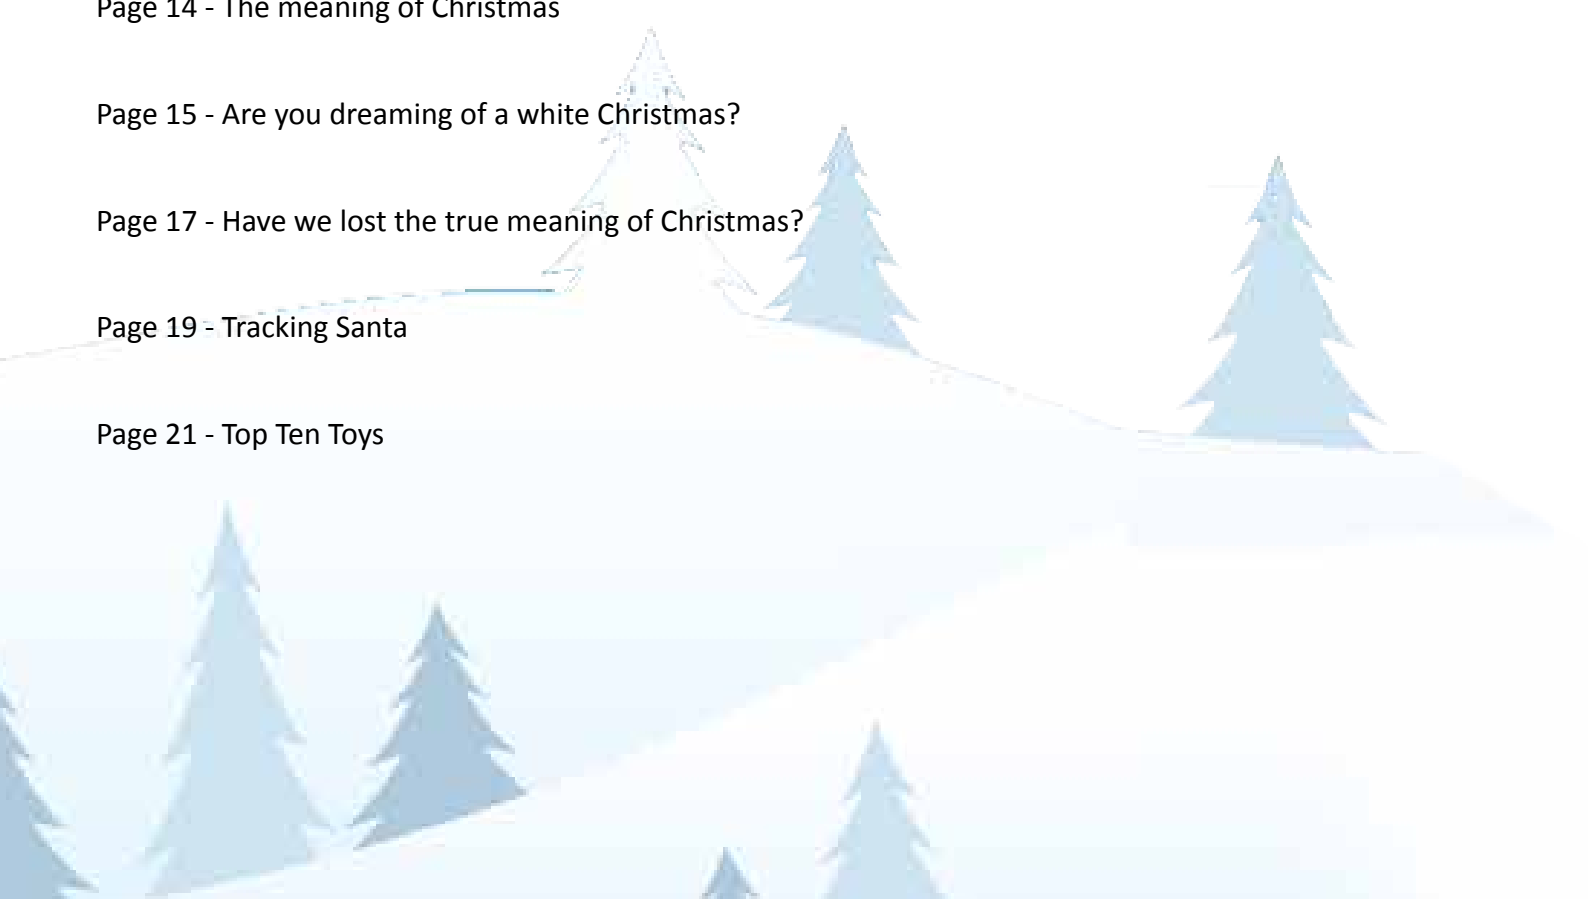 Page 14 - The meaning of Christmas
Page 15 - Are you dreaming of a white Christmas?
Page 17 - Have we lost the true meaning of Christmas?
Page 19 - Tracking Santa
Page 21 - Top Ten Toys